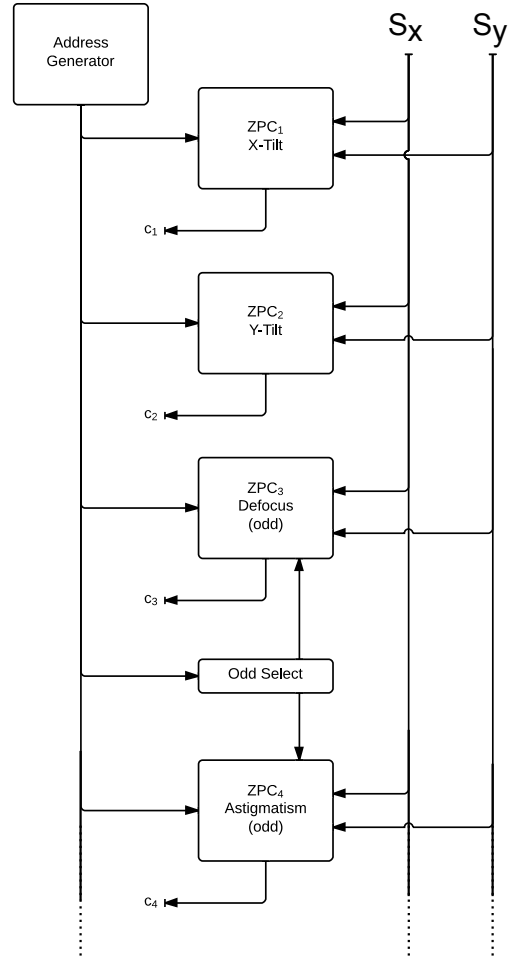 Address
Generator
Sx
Sy
ZPC₁
X-Tilt
c₁
ZPC₂
Y-Tilt
c₂
ZPC₃
Defocus
(odd)
c₃
Odd Select
ZPC₄
Astigmatism
(odd)
c₄